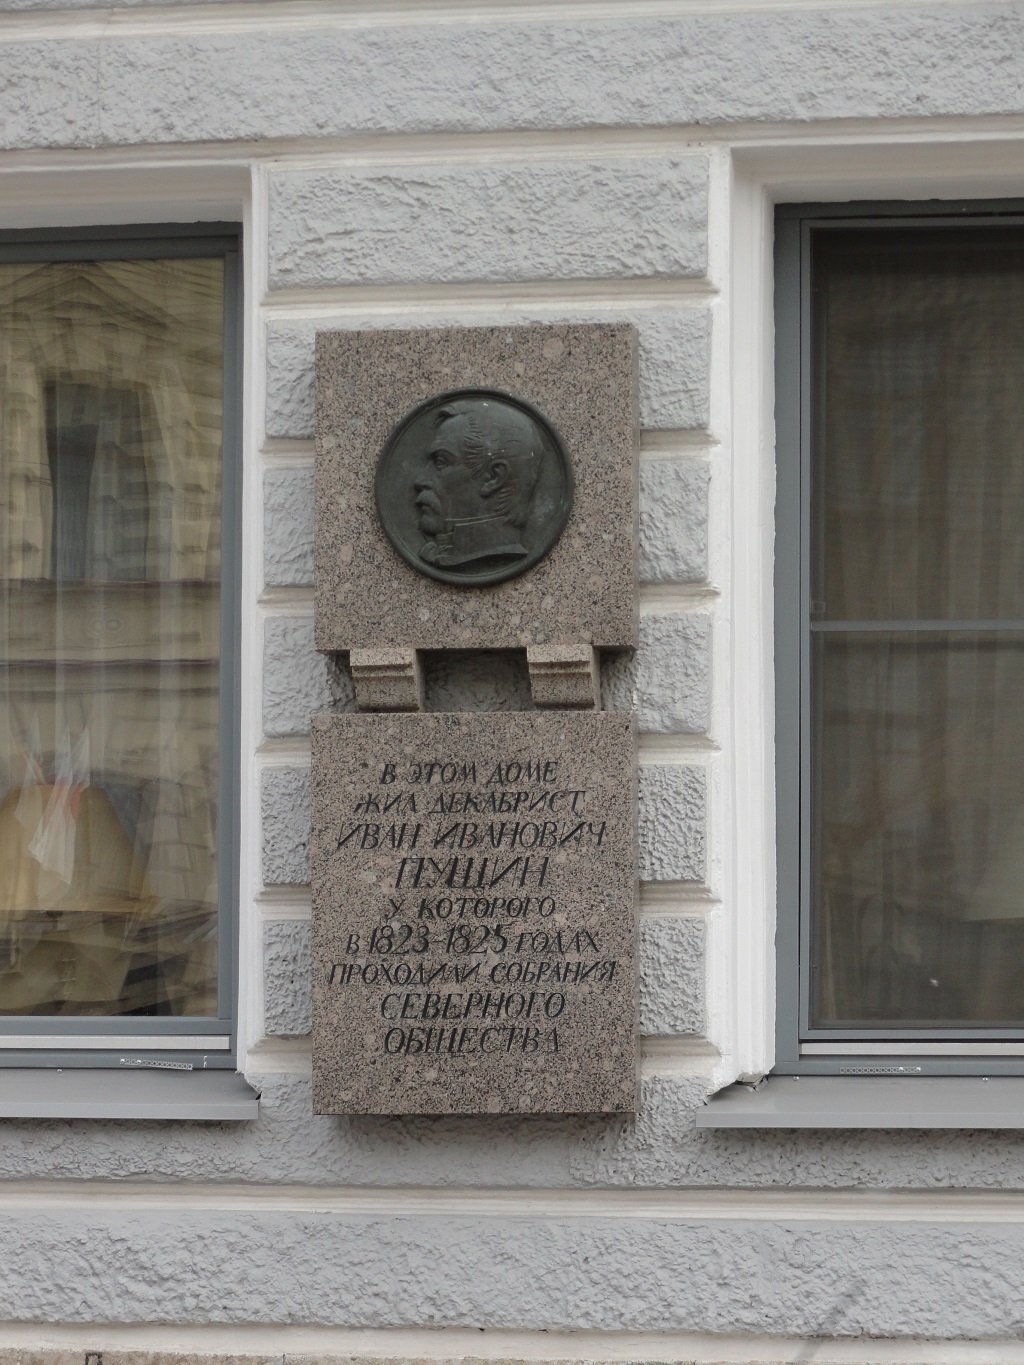 В ЭТОМ ДОМЕ
ЖИЛ ДЕКАБРИСТ
ИВАН ИВАНОВИЧ
ПУЩИН
У КОТОРОГО
В 1823-1825 ГОДАХ
ПРОХОДИЛИ СОБРАНИЯ
СЕВЕРНОГО
ОБЩЕСТВА